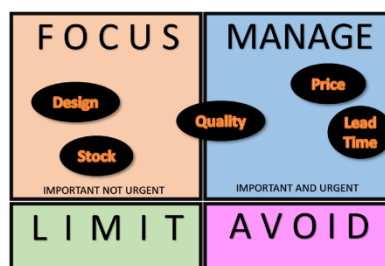 FOCUS
MANAGE
Design
Price
Quality
Lead
Time
Stock
IMPORTANT NOT URGENT
IMPORTANT AND URGENT
LIMIT
AVOID